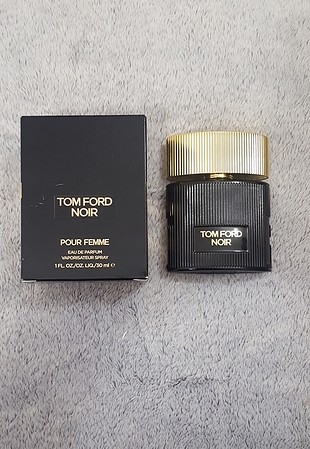 TOM FORD
NOIR
POUR FEMME
EAU DE PARFUM
VAPORISATEUR SPRAY
1 FL. OZ./OZ. LIQ./30 ml ℮
TOM FORD
NOIR